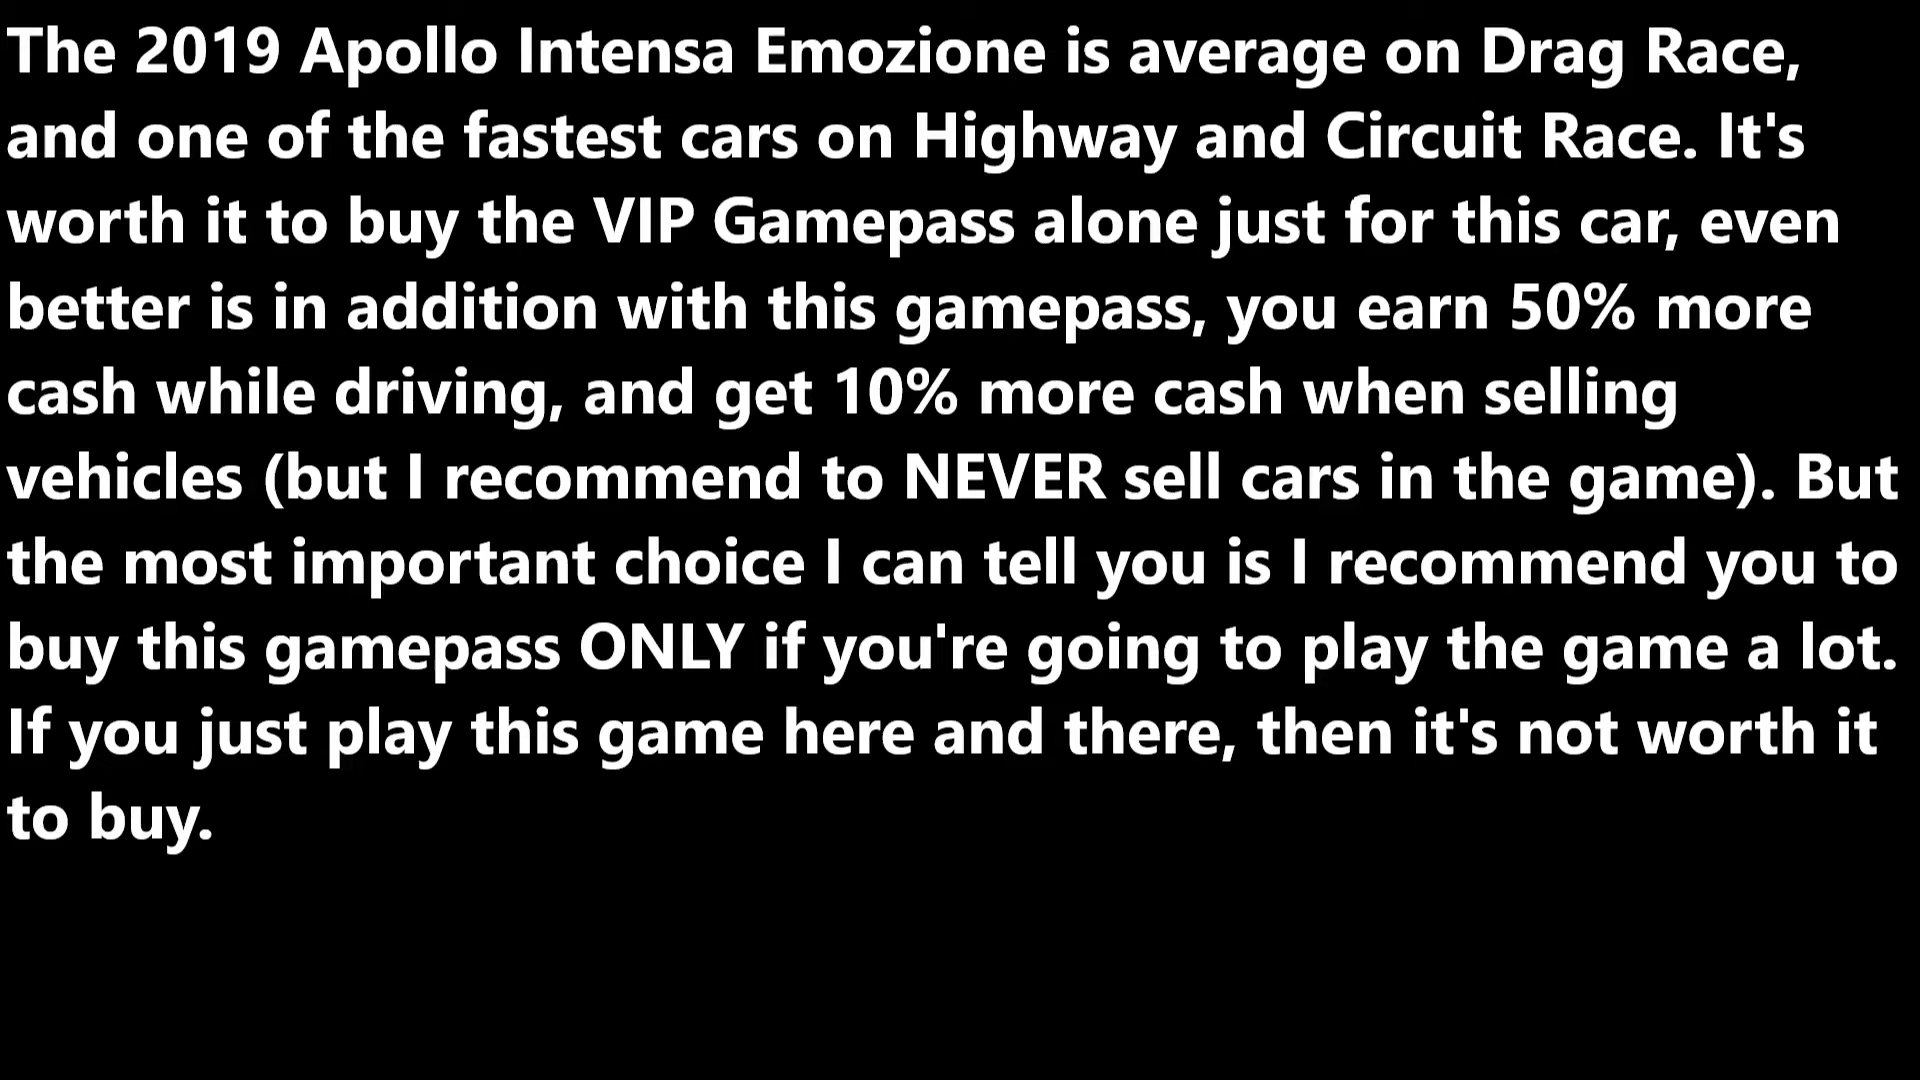 The 2019 Apollo Intensa Emozione is average on Drag Race,
and one of the fastest cars on Highway and Circuit Race. It's
worth it to buy the VIP Gamepass alone just for this car, even
better is in addition with this gamepass, you earn 50% more
cash while driving, and get 10% more cash when selling
vehicles (but I recommend to NEVER sell cars in the game). But
the most important choice I can tell you is I recommend you to
buy this gamepass ONLY if you're going to play the game a lot.
If you just play this game here and there, then it's not worth it
to buy.